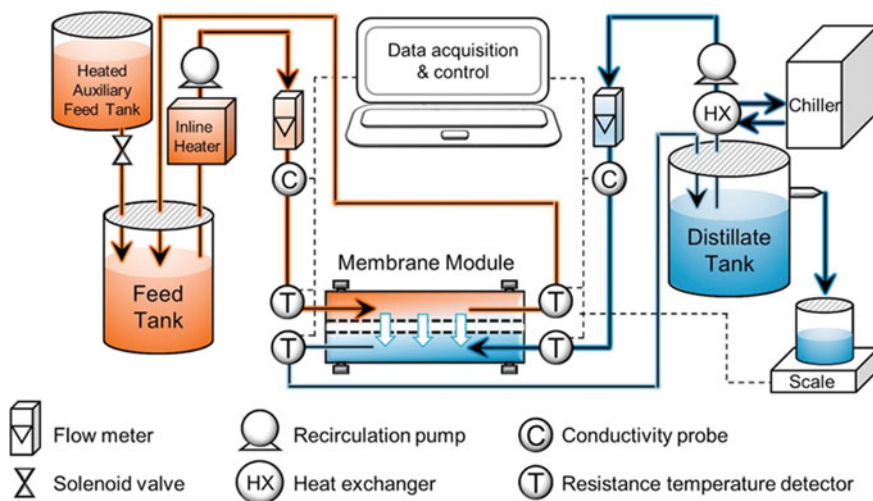 Heated
Auxiliary
Feed Tank
Inline
Heater
Data acquisition
& control
HX
Chiller
C
C
Feed
Tank
Membrane Module
Distillate
Tank
T
T
T
T
Scale
Flow meter
Recirculation pump
C
Conductivity probe
Solenoid valve
HX
Heat exchanger
T
Resistance temperature detector